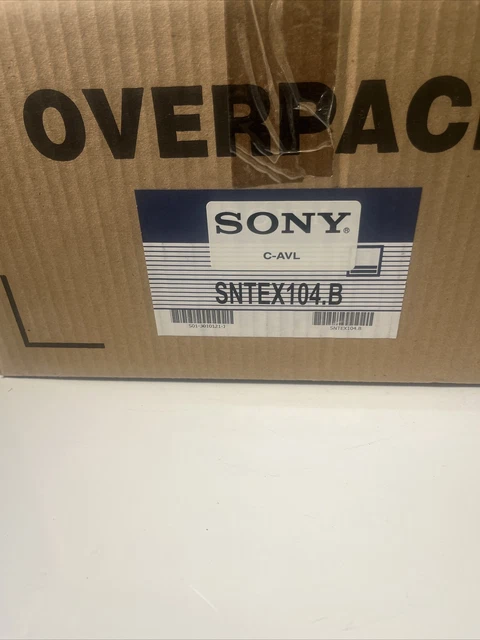 OVERPAC
SONY®
C-AVL
SNTEX104.B
SNTEX104.B